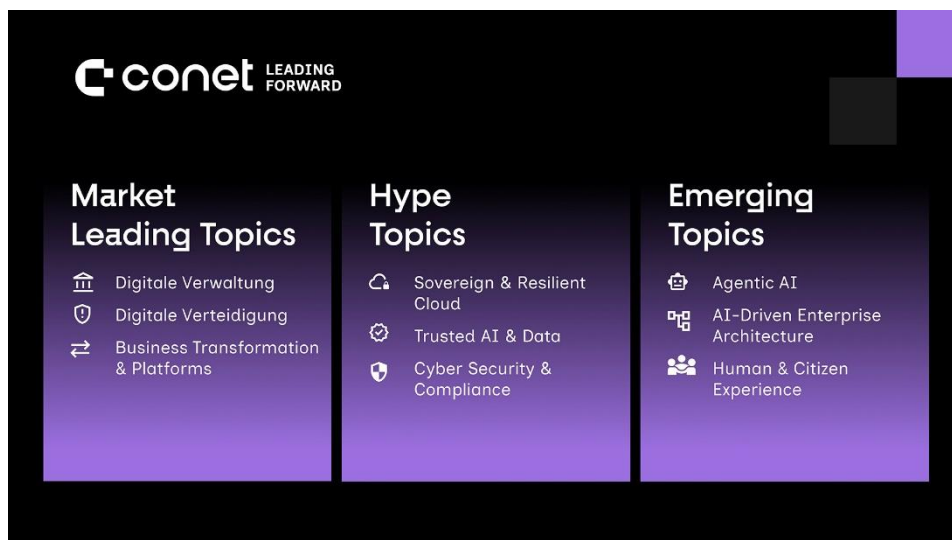 conet LEADING
FORWARD
Market
Leading Topics
Digitale Verwaltung
Digitale Verteidigung
Business Transformation
& Platforms
Hype
Topics
Sovereign & Resilient
Cloud
Trusted AI & Data
Cyber Security &
Compliance
Emerging
Topics
Agentic AI
AI-Driven Enterprise
Architecture
Human & Citizen
Experience